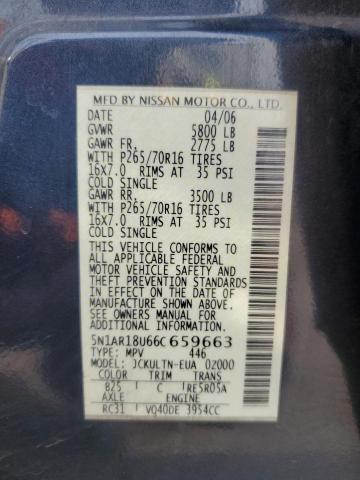 MFD BY NISSAN MOTOR CO., LTD.
DATE 04/06
GVWR 5800 LB
GAWR FR. 2775 LB
WITH P265/70R16 TIRES
16X7.0 RIMS AT 35 PSI
COLD SINGLE
GAWR RR. 3500 LB
WITH P265/70R16 TIRES
16X7.0 RIMS AT 35 PSI
COLD SINGLE
THIS VEHICLE CONFORMS TO
ALL APPLICABLE FEDERAL
MOTOR VEHICLE SAFETY AND
THEFT PREVENTION STANDARDS
IN EFFECT ON THE DATE OF
MANUFACTURE SHOWN ABOVE.
SEE OWNERS MANUAL FOR
ADDITIONAL INFORMATION
5N1AR18U66C659663
TYPE: MPV 446
MODEL: JCKULTN-EUA 02000
COLOR TRIM TRANS
B25 C RE5R05A
AXLE ENGINE
RC31 VQ40DE 3954CC